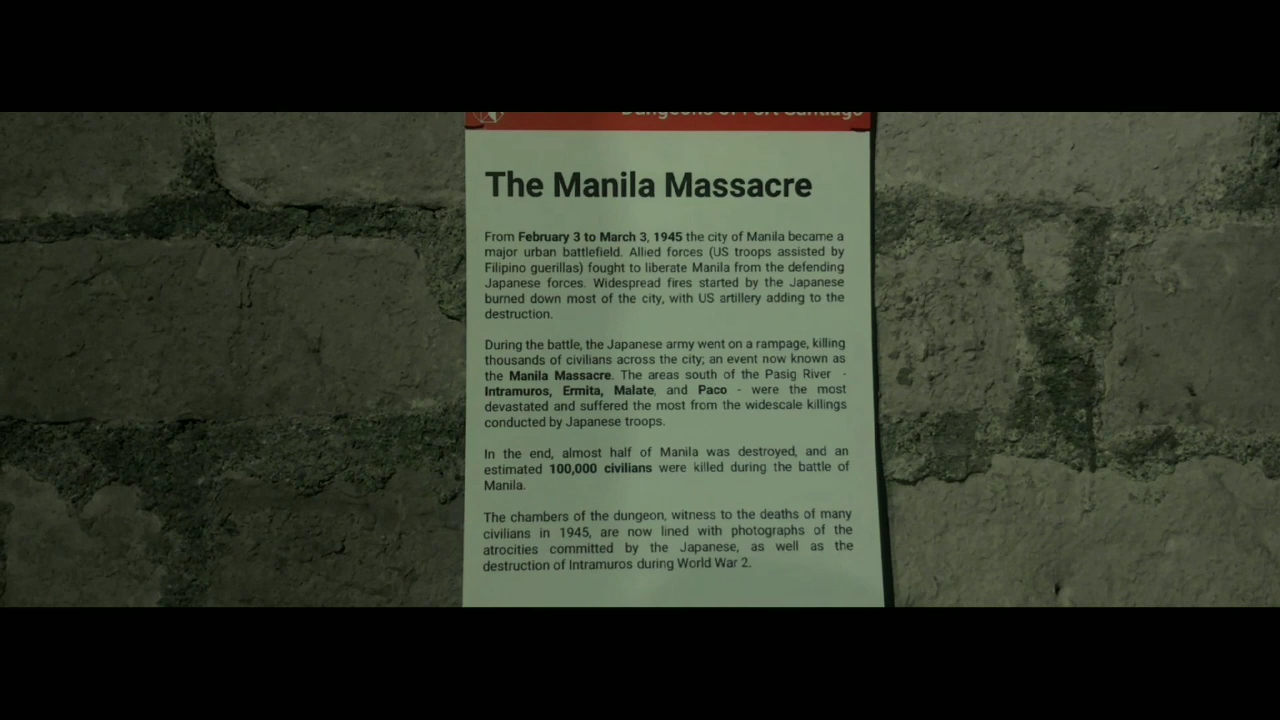 Dungeons of Fort Santiago
The Manila Massacre
From February 3 to March 3, 1945 the city of Manila became a
major urban battlefield. Allied forces (US troops assisted by
Filipino guerillas) fought to liberate Manila from the defending
Japanese forces. Widespread fires started by the Japanese
burned down most of the city, with US artillery adding to the
destruction.
During the battle, the Japanese army went on a rampage, killing
thousands of civilians across the city; an event now known as
the Manila Massacre. The areas south of the Pasig River -
Intramuros, Ermita, Malate, and Paco - were the most
devastated and suffered the most from the widescale killings
conducted by Japanese troops.
In the end, almost half of Manila was destroyed, and an
estimated 100,000 civilians were killed during the battle of
Manila.
The chambers of the dungeon, witness to the deaths of many
civilians in 1945, are now lined with photographs of the
atrocities committed by the Japanese, as well as the
destruction of Intramuros during World War 2.